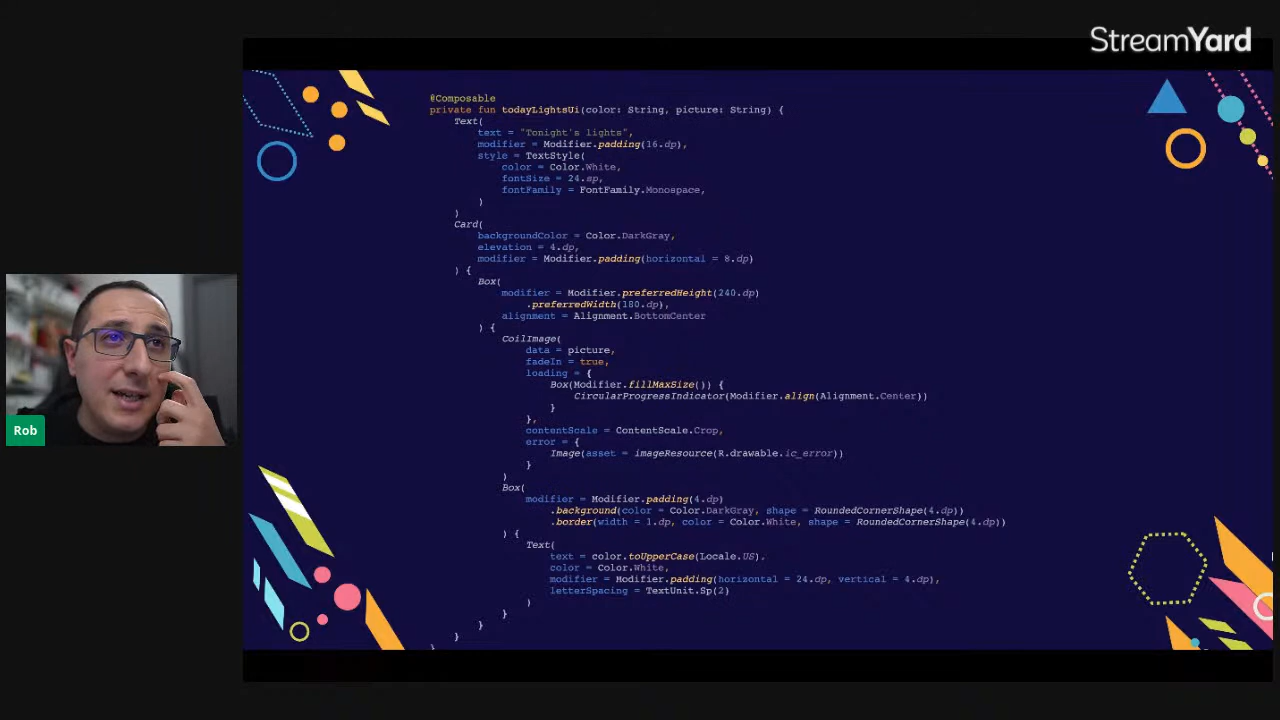 StreamYard
@Composable
private fun todayLightsUi(color: String, picture: String) {
Text(
text = "Tonight's lights",
modifier = Modifier.padding(16.dp),
style = TextStyle(
color = Color.White,
fontSize = 24.sp,
fontFamily = FontFamily.Monospace,
)
)
Card(
backgroundColor = Color.DarkGray,
elevation = 4.dp,
modifier = Modifier.padding(horizontal = 8.dp)
) {
Box(
modifier = Modifier.preferredHeight(240.dp)
.preferredWidth(180.dp),
alignment = Alignment.BottomCenter
) {
CoilImage(
data = picture,
fadeIn = true,
loading = {
Box(Modifier.fillMaxSize()) {
CircularProgressIndicator(Modifier.align(Alignment.Center))
}
},
contentScale = ContentScale.Crop,
error = {
Image(asset = imageResource(R.drawable.ic_error))
}
)
Box(
modifier = Modifier.padding(4.dp)
.background(color = Color.DarkGray, shape = RoundedCornerShape(4.dp))
.border(width = 1.dp, color = Color.White, shape = RoundedCornerShape(4.dp))
) {
Text(
text = color.toUpperCase(Locale.US),
color = Color.White,
modifier = Modifier.padding(horizontal = 24.dp, vertical = 4.dp),
letterSpacing = TextUnit.Sp(2)
)
}
}
}
}
Rob